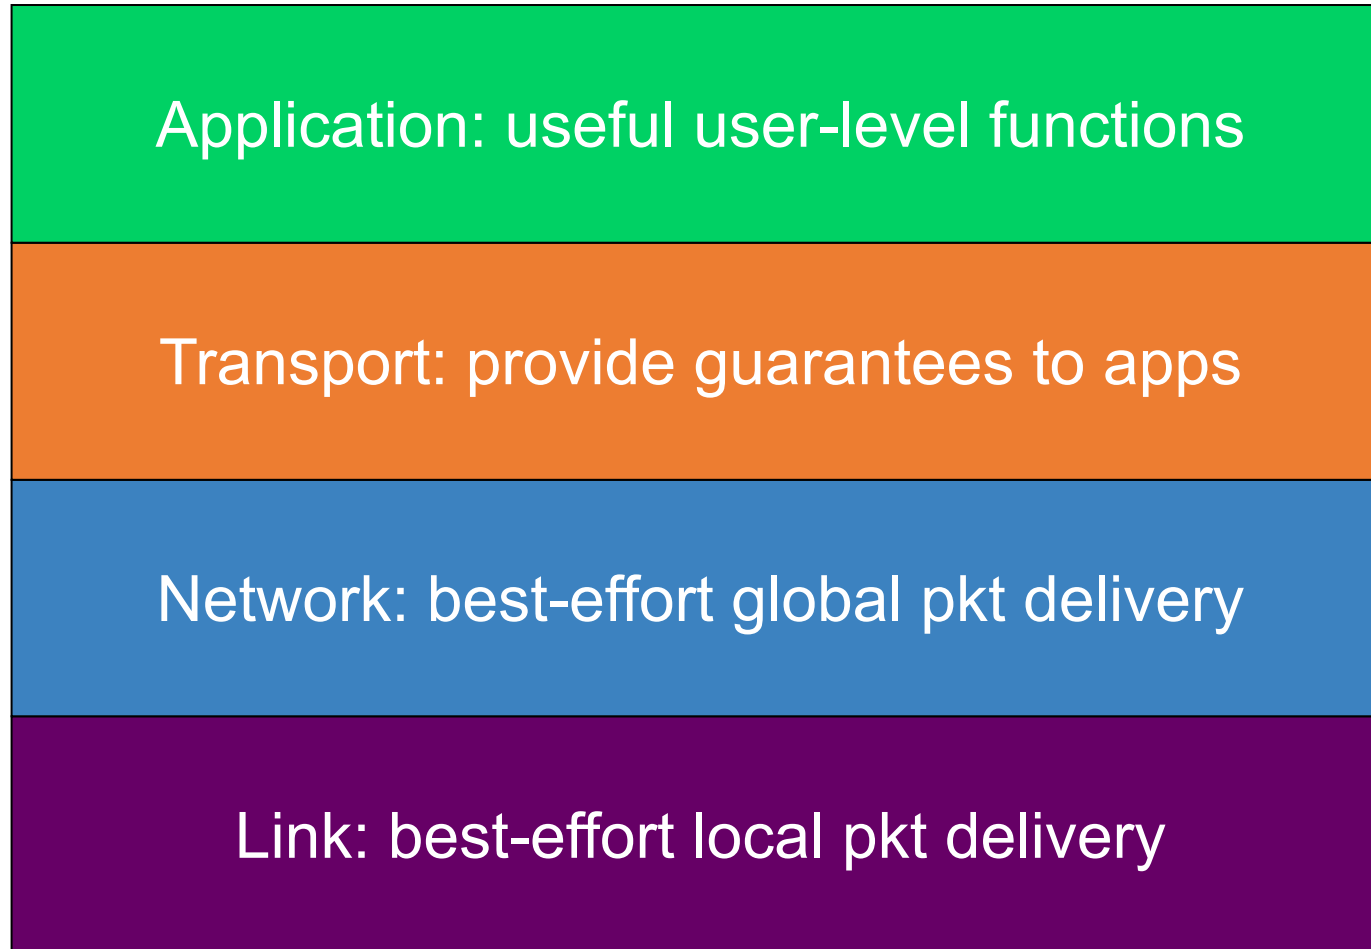 Application: useful user-level functions
Transport: provide guarantees to apps
Network: best-effort global pkt delivery
Link: best-effort local pkt delivery